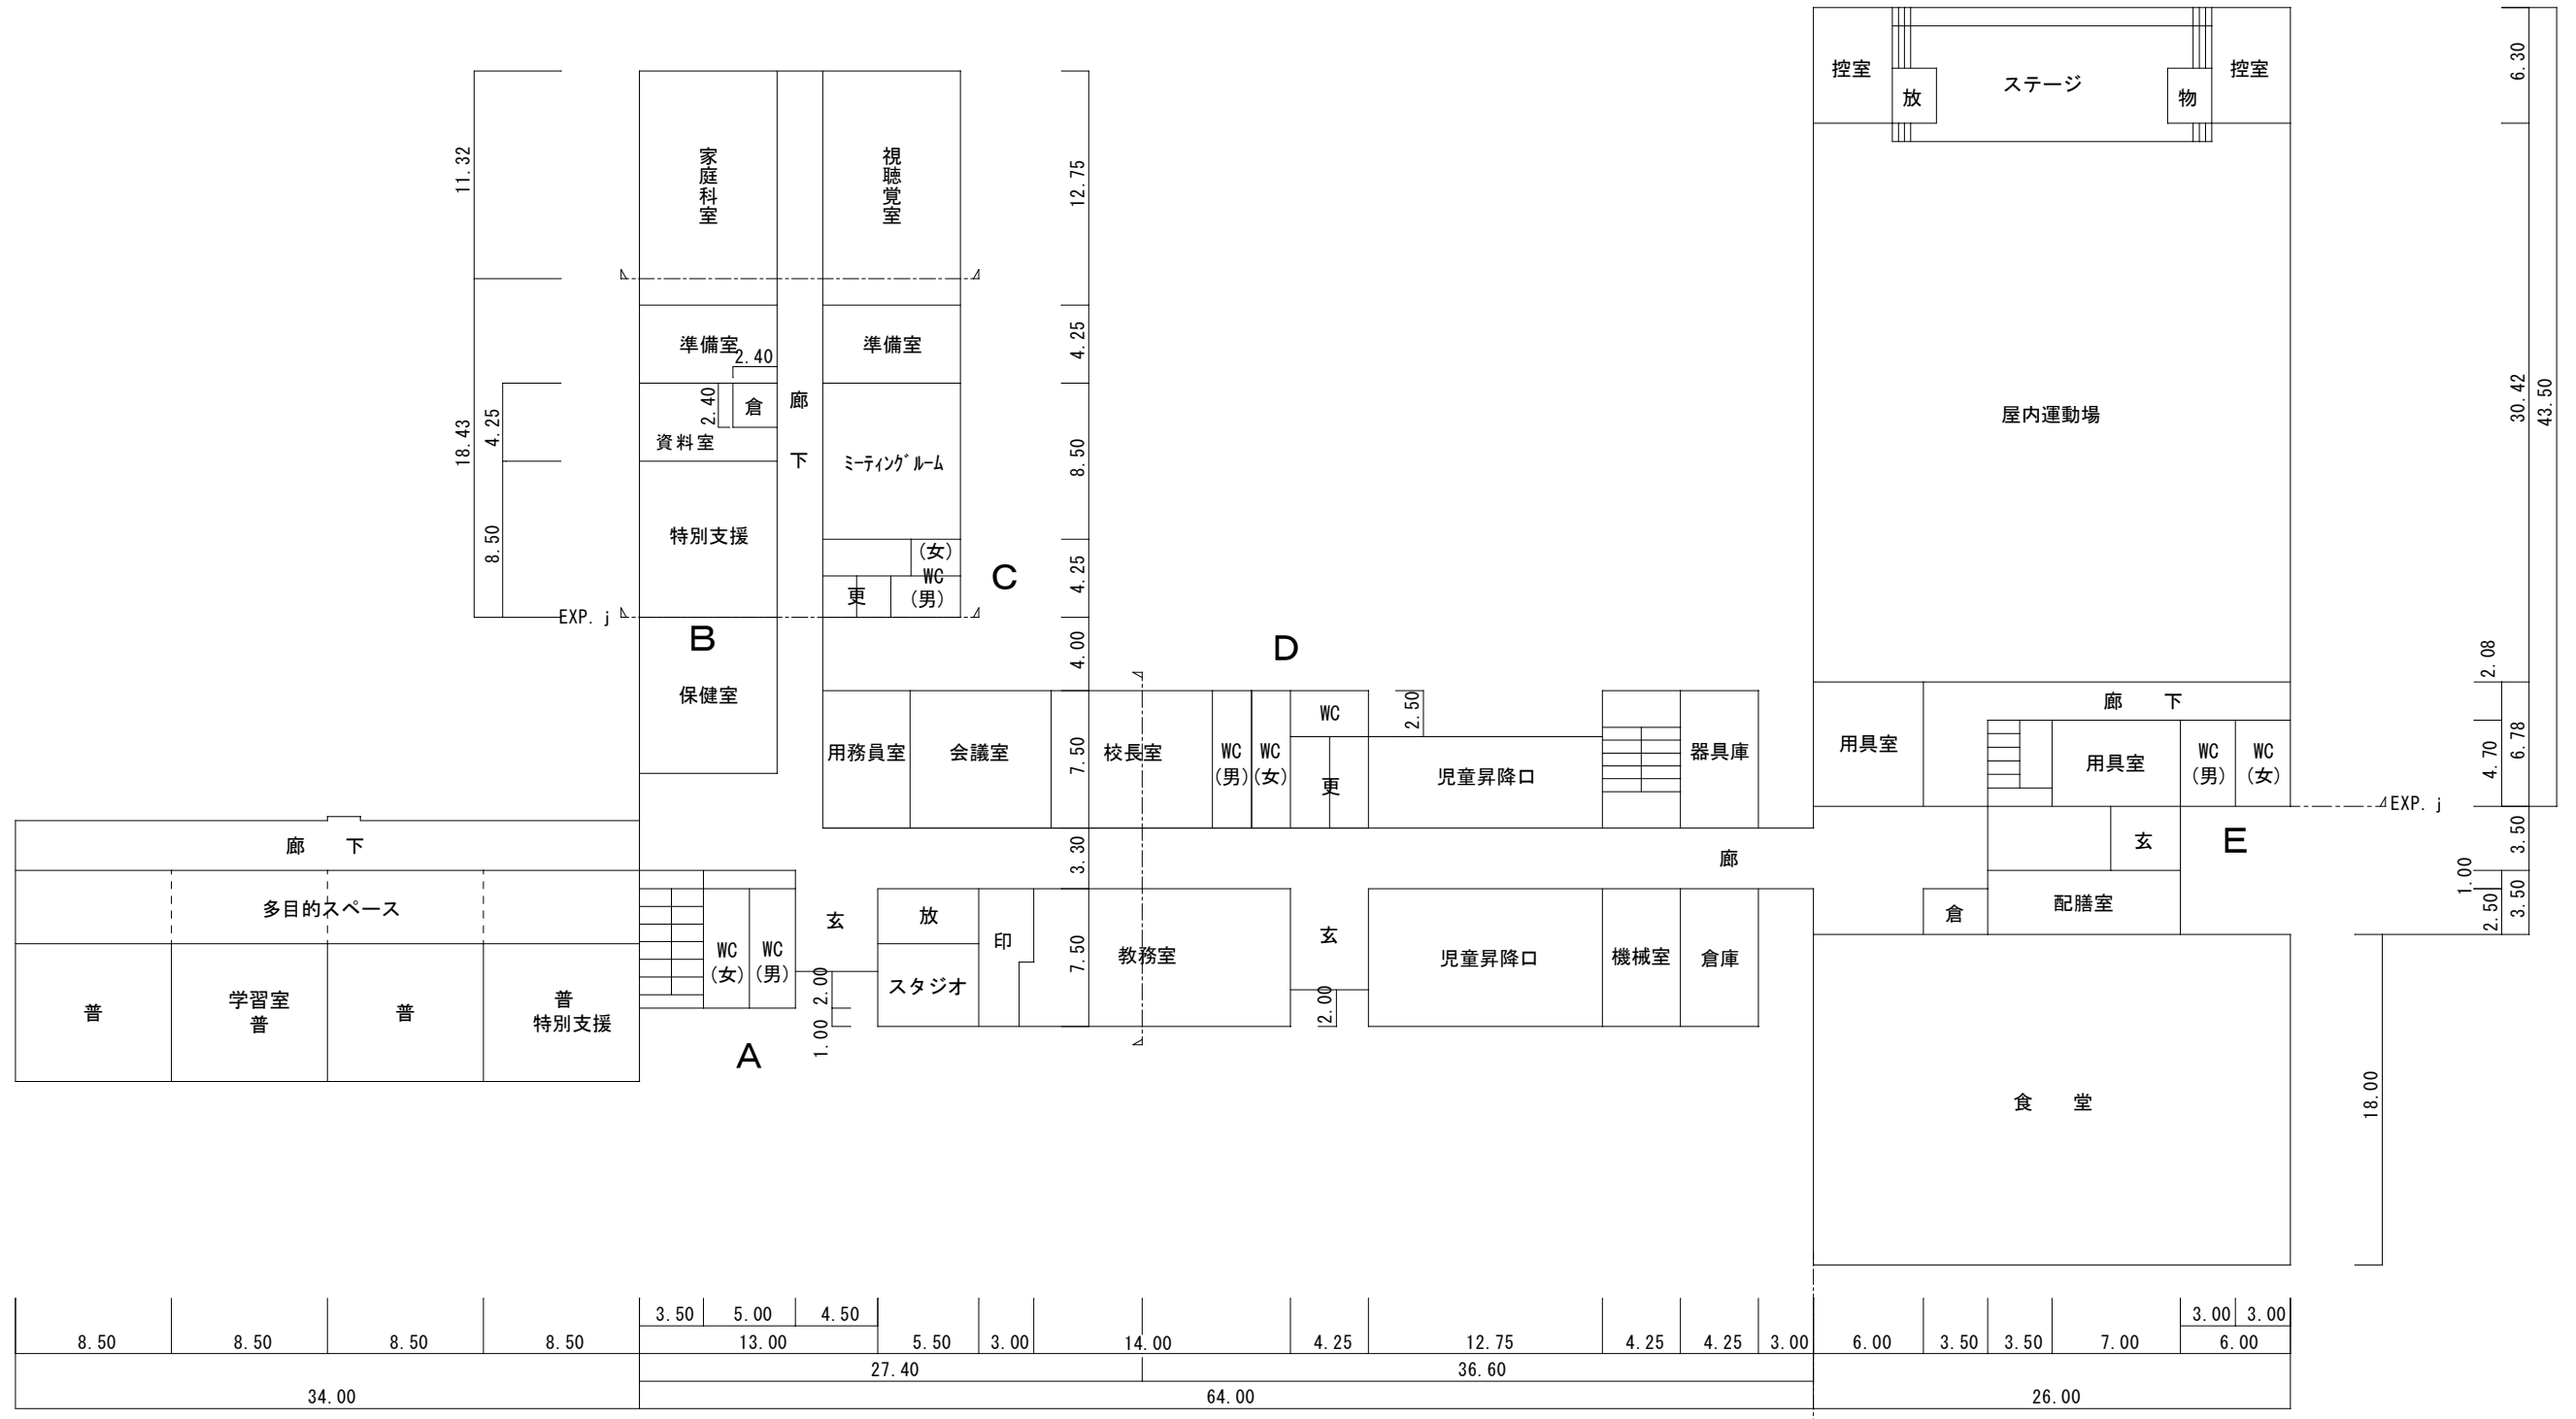 控室
ステージ
控室
放
物
6.30
家庭科室
視聴覚室
11.32
12.75
準備室
2.40
準備室
4.25
2.40
倉
廊
下
資料室
ミーティングルーム
4.25
18.43
8.50
屋内運動場
30.42
43.50
特別支援
8.50
(女)
WC
(男)
更
C
4.25
EXP. j
B
保健室
4.00
D
2.08
用務員室
会議室
校長室
7.50
WC
(男)
WC
(女)
WC
更
2.50
児童昇降口
器具庫
用具室
廊 下
用具室
WC
(男)
WC
(女)
4.70
6.78
EXP. j
廊 下
3.30
廊
玄
E
3.50
1.00
多目的スペース
玄
放
印
倉
配膳室
2.50
3.50
WC
(女)
WC
(男)
スタジオ
教務室
7.50
玄
児童昇降口
機械室
倉庫
普
学習室
普
普
普
特別支援
2.00
1.00
2.00
A
食 堂
18.00
3.50
5.00
4.50
3.00
3.00
8.50
8.50
8.50
8.50
13.00
5.50
3.00
14.00
4.25
12.75
4.25
4.25
3.00
6.00
3.50
3.50
7.00
6.00
27.40
36.60
34.00
64.00
26.00